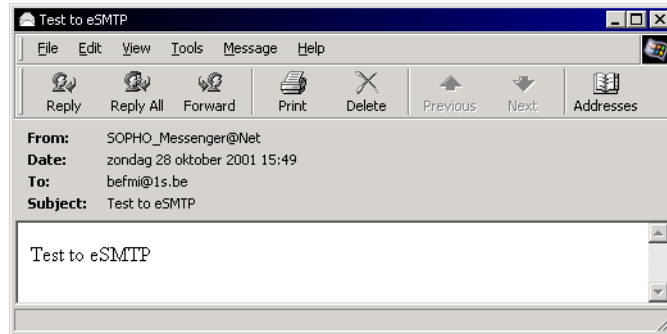 Test to eSMTP
File Edit View Tools Message Help
Reply Reply All Forward Print Delete Previous Next Addresses
From: SOPHO_Messenger@Net
Date: zondag 28 oktober 2001 15:49
To: befmi@1s.be
Subject: Test to eSMTP
Test to eSMTP